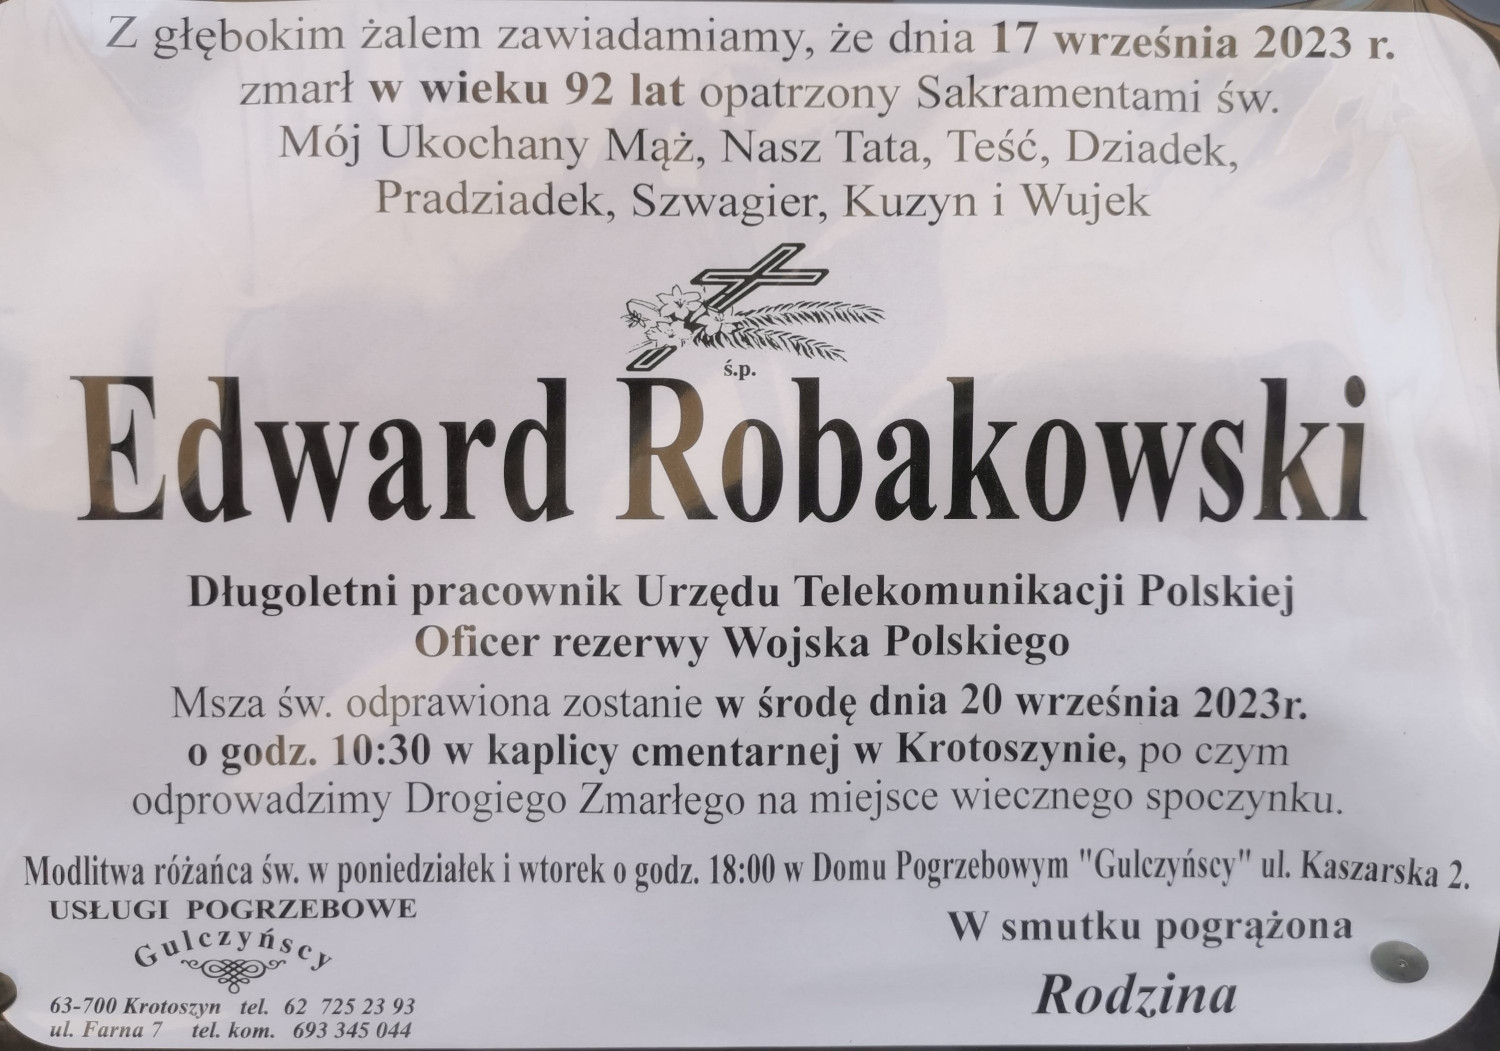 Z głębokim żalem zawiadamiamy, że dnia 17 września 2023 r.
zmarł w wieku 92 lat opatrzony Sakramentami św.
Mój Ukochany Mąż, Nasz Tata, Teść, Dziadek,
Pradziadek, Szwagier, Kuzyn i Wujek
ś.p.
Edward Robakowski
Długoletni pracownik Urzędu Telekomunikacji Polskiej
Oficer rezerwy Wojska Polskiego
Msza św. odprawiona zostanie w środę dnia 20 września 2023r.
o godz. 10:30 w kaplicy cmentarnej w Krotoszynie, po czym
odprowadzimy Drogiego Zmarłego na miejsce wiecznego spoczynku.
Modlitwa różańca św. w poniedziałek i wtorek o godz. 18:00 w Domu Pogrzebowym "Gulczyńscy" ul. Kaszarska 2.
USŁUGI POGRZEBOWE
Gulczyńscy
63-700 Krotoszyn tel. 62 725 23 93
ul. Farna 7 tel. kom. 693 345 044
W smutku pogrążona
Rodzina